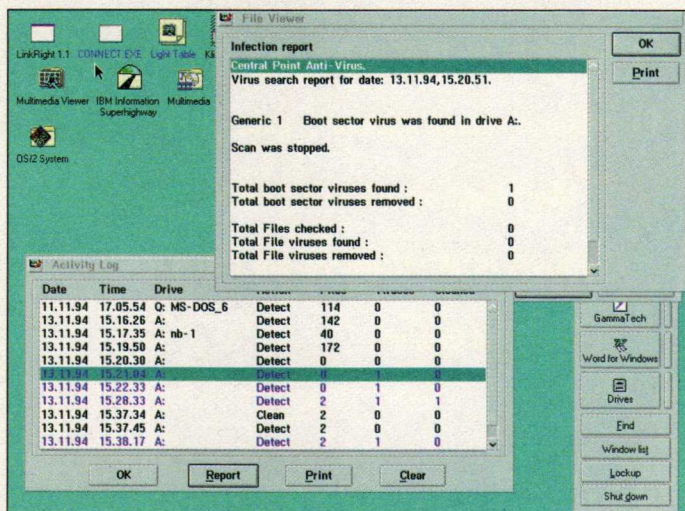 File Viewer
Infection report
Central Point Anti-Virus.
Virus search report for date: 13.11.94,15.20.51.
Generic 1 Boot sector virus was found in drive A:.
Scan was stopped.
Total boot sector viruses found : 1
Total boot sector viruses removed : 0
Total Files checked : 0
Total File viruses found : 0
Total File viruses removed : 0
OK
Print
LinkRight 1.1
CONNECT.EXE
Light Table
Multimedia Viewer
IBM Information Superhighway
Multimedia
OS/2 System
Activity Log
Date Time Drive
11.11.94 17.05.54 Q: MS-DOS_6 Detect 114 0 0
13.11.94 15.16.26 A: Detect 142 0 0
13.11.94 15.17.35 A: nb-1 Detect 40 0 0
13.11.94 15.19.50 A: Detect 172 0 0
13.11.94 15.20.30 A: Detect 0 0 0
13.11.94 15.21.04 A: Detect 0 1 0
13.11.94 15.22.33 A: Detect 0 1 0
13.11.94 15.28.33 A: Detect 2 1 1
13.11.94 15.37.34 A: Clean 2 0 0
13.11.94 15.37.45 A: Detect 2 0 0
13.11.94 15.38.17 A: Detect 2 1 0
OK
Report
Print
Clear
GammaTech
Word for Windows
Drives
Find
Window list
Lockup
Shut down